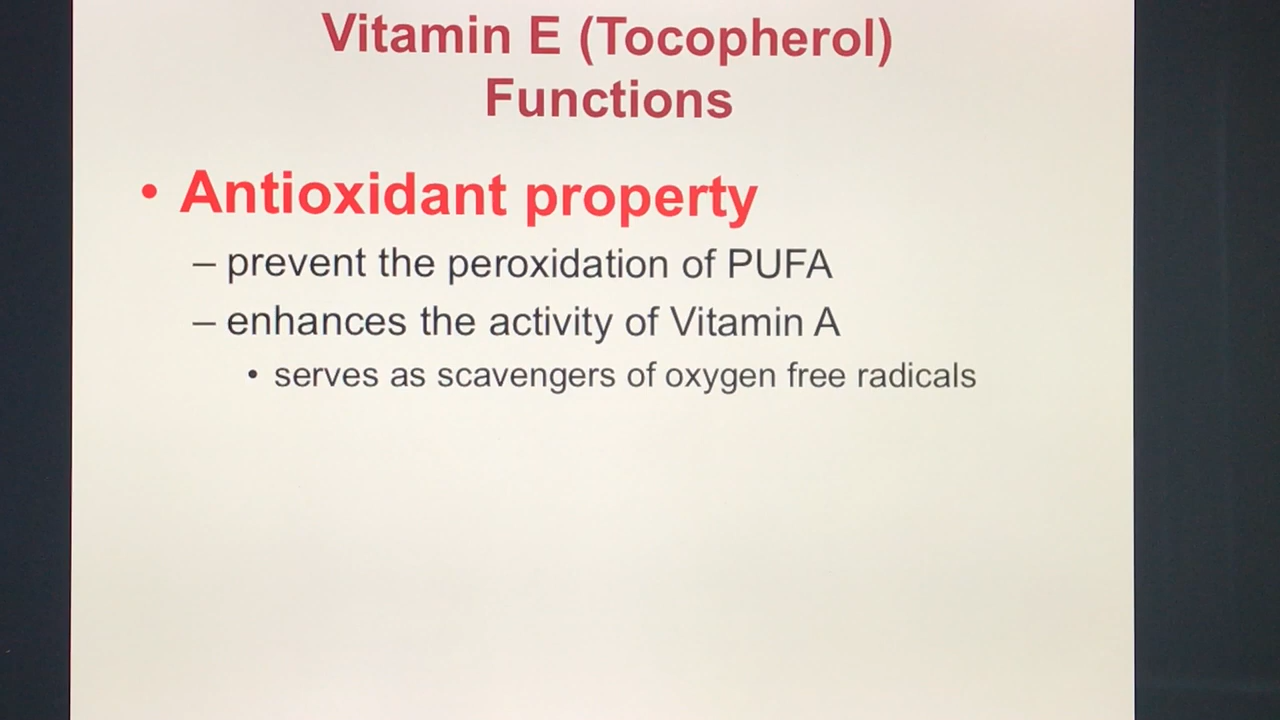 Vitamin E (Tocopherol)
Functions
• Antioxidant property
– prevent the peroxidation of PUFA
– enhances the activity of Vitamin A
• serves as scavengers of oxygen free radicals